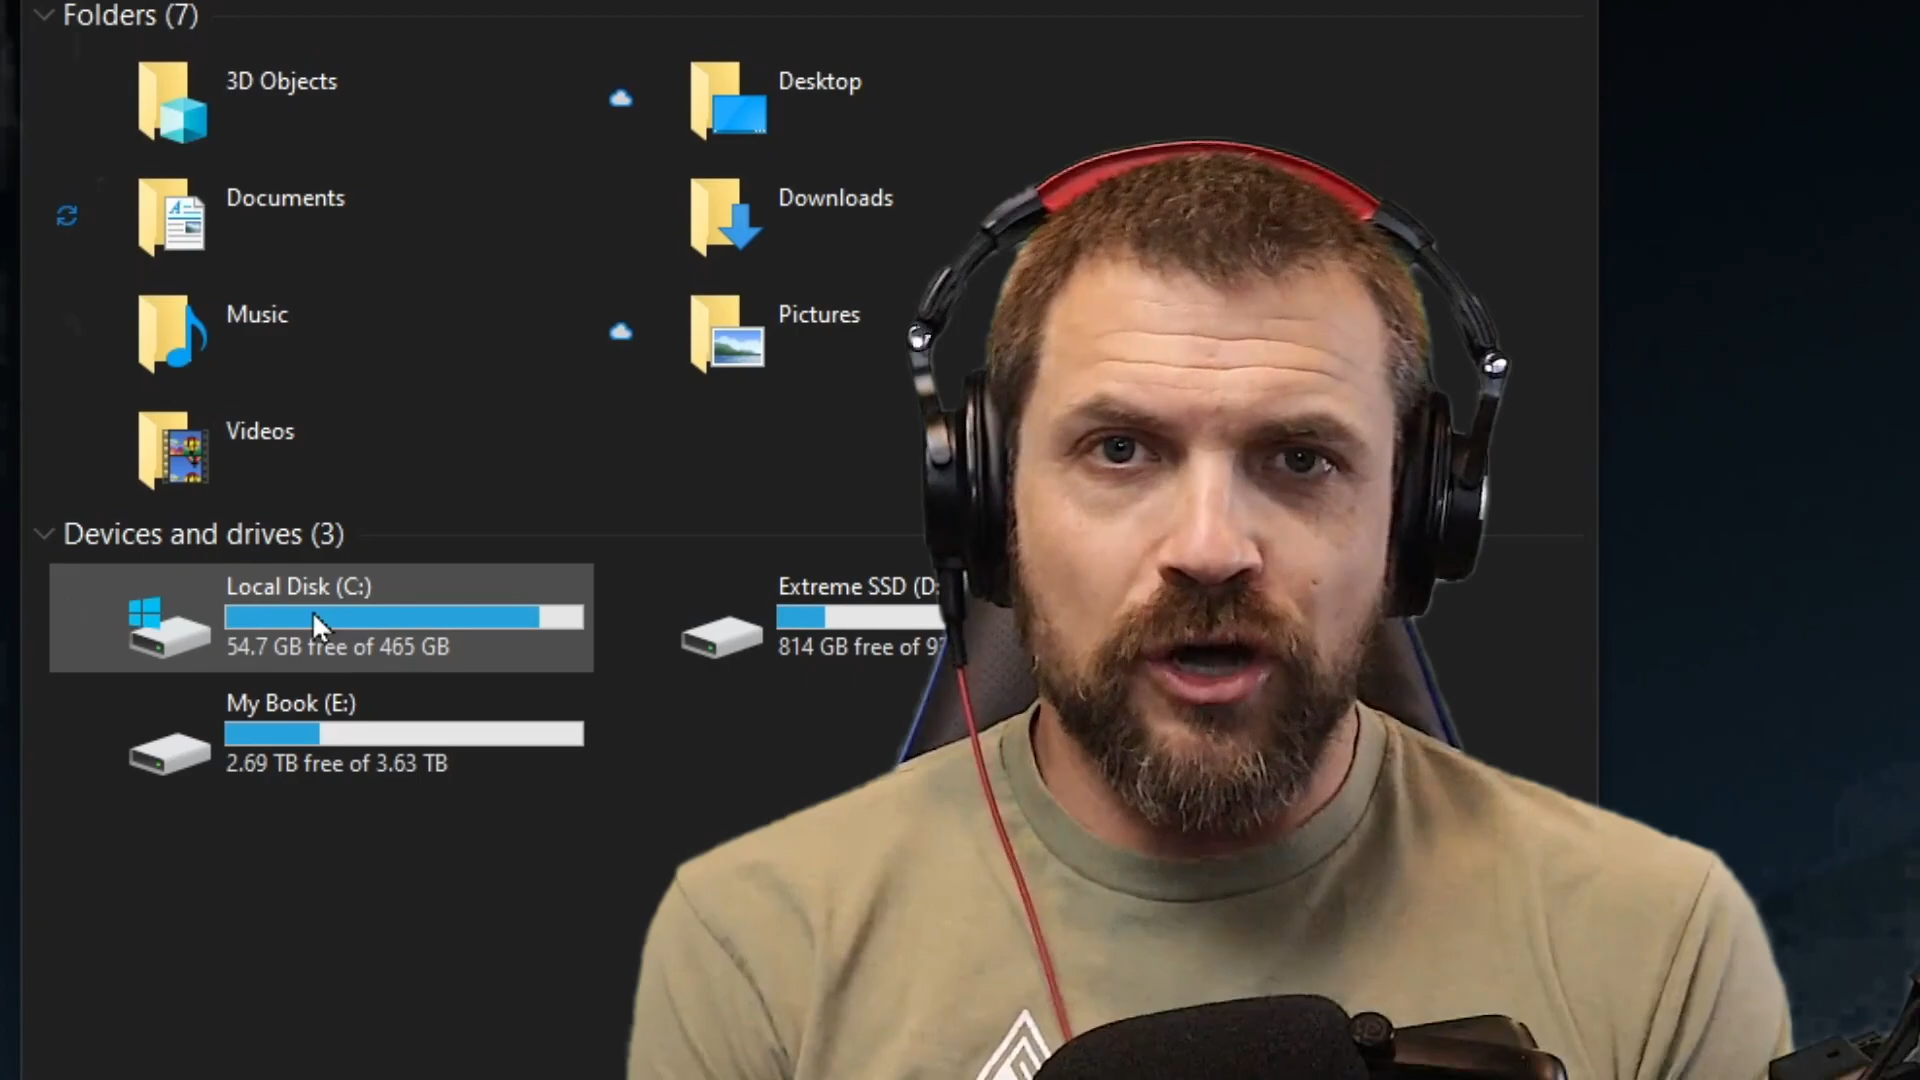 Folders (7)
3D Objects
Desktop
Documents
Downloads
Music
Pictures
Videos
Devices and drives (3)
Local Disk (C:)
54.7 GB free of 465 GB
Extreme SSD (D:
814 GB free of 9
My Book (E:)
2.69 TB free of 3.63 TB